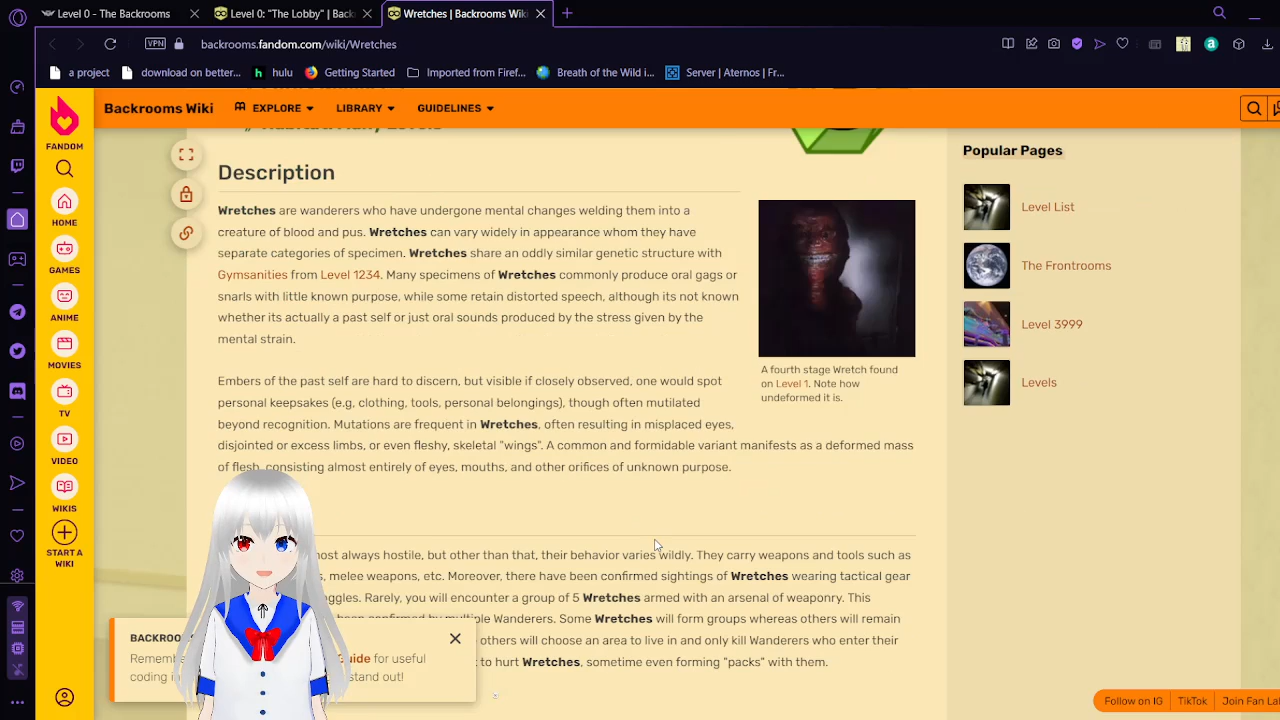 Level 0 - The Lobby - Wi
Level 0: "The Lobby" | Back
Wretches | Backrooms Wiki
VPN
backrooms.fandom.com/wiki/Wretches
a project
download on better...
hulu
Getting Started
Imported from Firef...
Breath of the Wild i...
Server | Aternos | Fr...
Backrooms Wiki
EXPLORE
LIBRARY
GUIDELINES
FANDOM
HOME
GAMES
ANIME
MOVIES
TV
VIDEO
WIKIS
START A
WIKI
Description
Wretches are wanderers who have undergone mental changes welding them into a
creature of blood and pus. Wretches can vary widely in appearance whom they have
separate categories of specimen. Wretches share an oddly similar genetic structure with
Gymsanities from Level 1234. Many specimens of Wretches commonly produce oral gags or
snarls with little known purpose, while some retain distorted speech, although its not known
whether its actually a past self or just oral sounds produced by the stress given by the
mental strain.
A fourth stage Wretch found
on Level 1. Note how
undeformed it is.
Embers of the past self are hard to discern, but visible if closely observed, one would spot
personal keepsakes (e.g, clothing, tools, personal belongings), though often mutilated
beyond recognition. Mutations are frequent in Wretches, often resulting in misplaced eyes,
disjointed or excess limbs, or even fleshy, skeletal "wings". A common and formidable variant manifests as a deformed mass
of flesh, consisting almost entirely of eyes, mouths, and other orifices of unknown purpose.
most always hostile, but other than that, their behavior varies wildly. They carry weapons and tools such as
, melee weapons, etc. Moreover, there have been confirmed sightings of Wretches wearing tactical gear
ggles. Rarely, you will encounter a group of 5 Wretches armed with an arsenal of weaponry. This
been confirmed by multiple Wanderers. Some Wretches will form groups whereas others will remain
others will choose an area to live in and only kill Wanderers who enter their
to hurt Wretches, sometime even forming "packs" with them.
BACKROO
Rememb
Guide for useful
coding in
stand out!
Popular Pages
Level List
The Frontrooms
Level 3999
Levels
Follow on IG
TikTok
Join Fan La